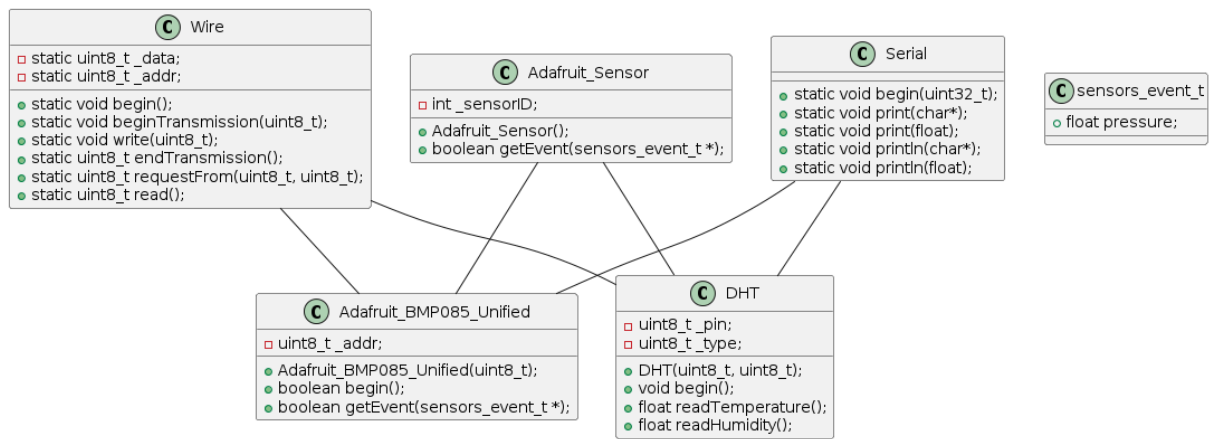 C Wire
static uint8_t _data;
static uint8_t _addr;
static void begin();
static void beginTransmission(uint8_t);
static void write(uint8_t);
static uint8_t endTransmission();
static uint8_t requestFrom(uint8_t, uint8_t);
static uint8_t read();
C Adafruit_Sensor
int _sensorID;
Adafruit_Sensor();
boolean getEvent(sensors_event_t *);
C Serial
static void begin(uint32_t);
static void print(char*);
static void print(float);
static void println(char*);
static void println(float);
C sensors_event_t
float pressure;
C Adafruit_BMP085_Unified
uint8_t _addr;
Adafruit_BMP085_Unified(uint8_t);
boolean begin();
boolean getEvent(sensors_event_t *);
C DHT
uint8_t _pin;
uint8_t _type;
DHT(uint8_t, uint8_t);
void begin();
float readTemperature();
float readHumidity();